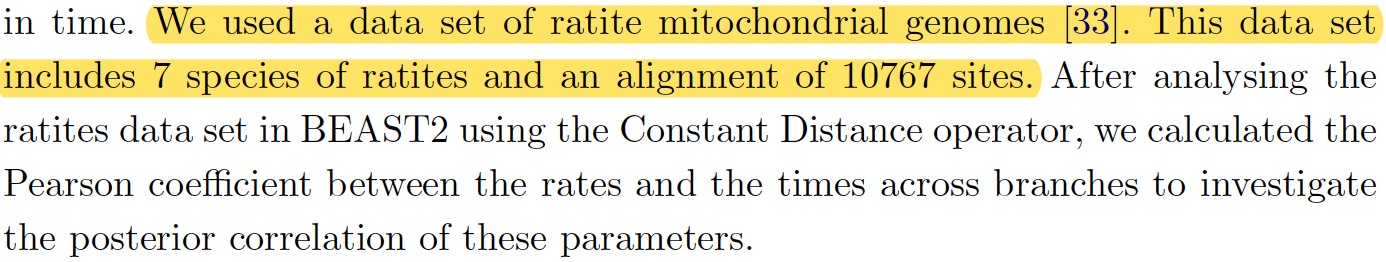 in time. We used a data set of ratite mitochondrial genomes [33]. This data set
includes 7 species of ratites and an alignment of 10767 sites. After analysing the
ratites data set in BEAST2 using the Constant Distance operator, we calculated the
Pearson coefficient between the rates and the times across branches to investigate
the posterior correlation of these parameters.